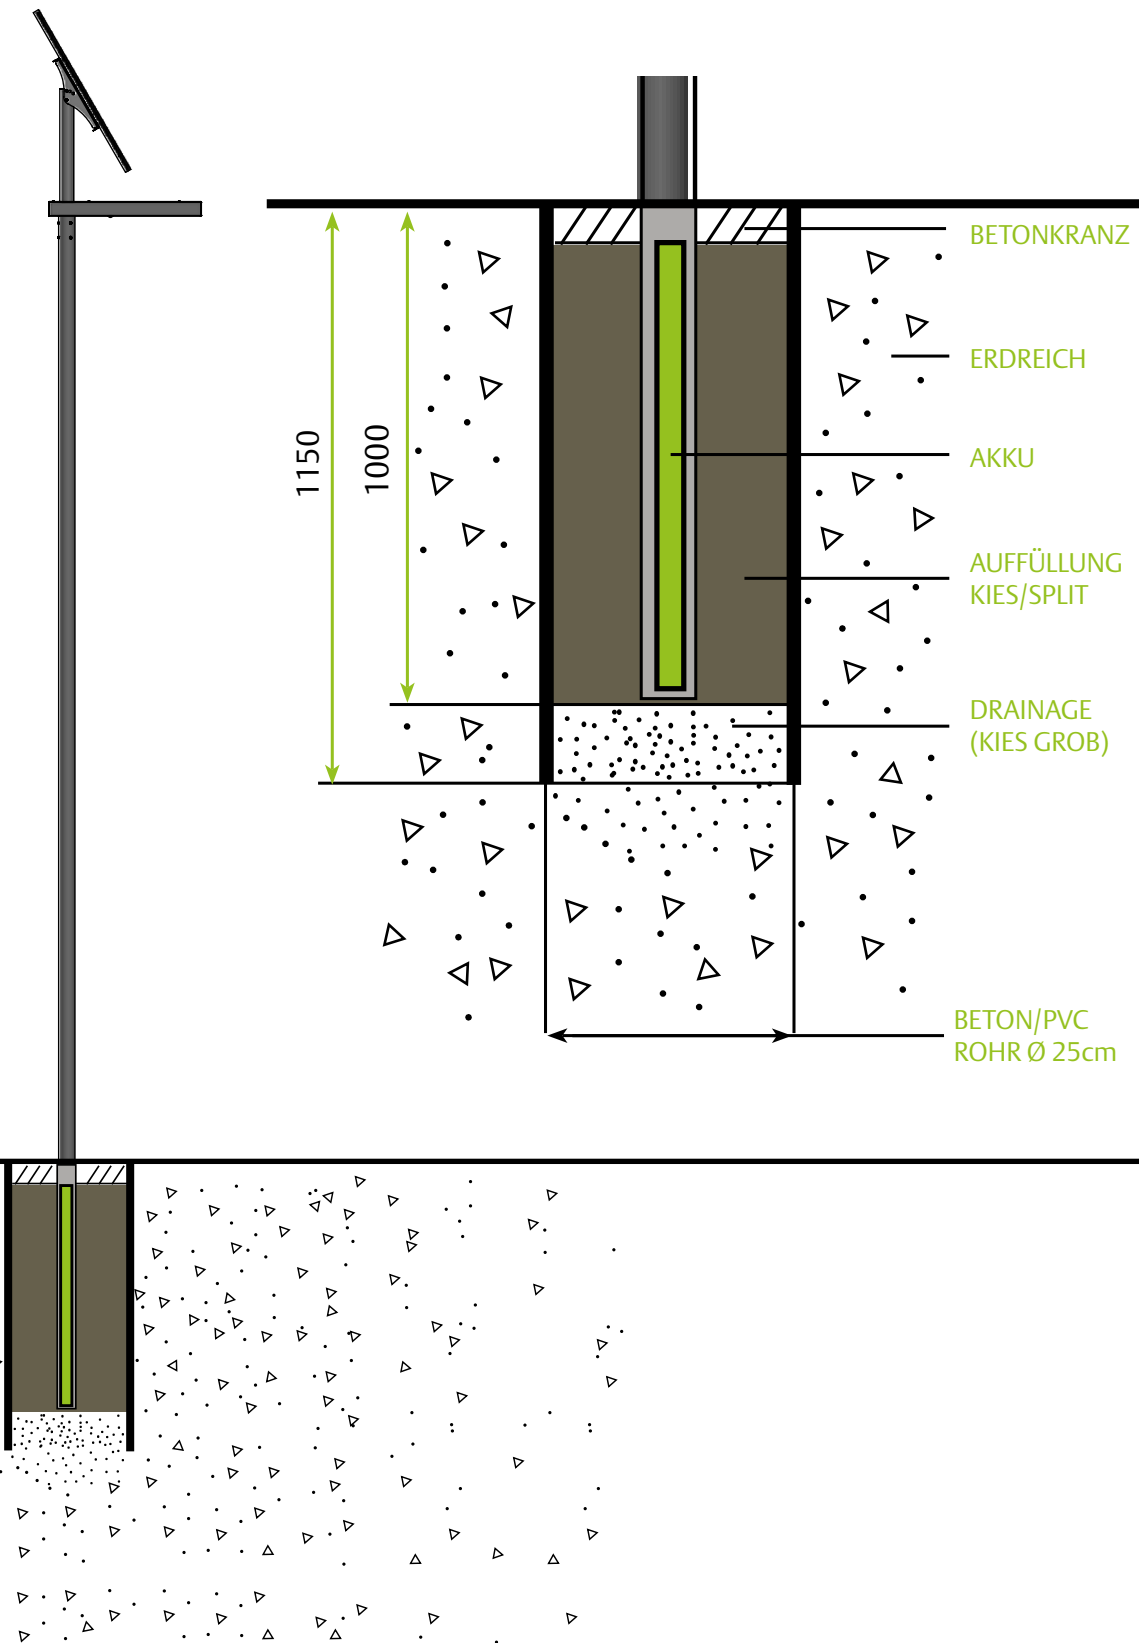 BETONKRANZ
ERDREICH
1150
1000
AKKU
AUFFÜLLUNG
KIES/SPLIT
DRAINAGE
(KIES GROB)
BETON/PVC
ROHR Ø 25cm